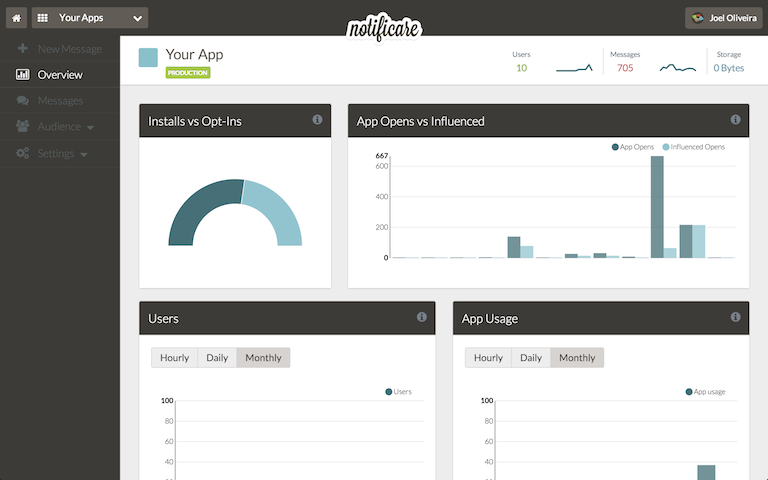 Your Apps
notificare
Joel Oliveira
New Message
Overview
Messages
Audience
Settings
Your App
PRODUCTION
Users
10
Messages
705
Storage
0 Bytes
Installs vs Opt-Ins
App Opens vs Influenced
App Opens Influenced Opens
667
600
400
200
0
Users
Hourly Daily Monthly
Users
100
80
60
40
App Usage
Hourly Daily Monthly
App usage
100
80
60
40